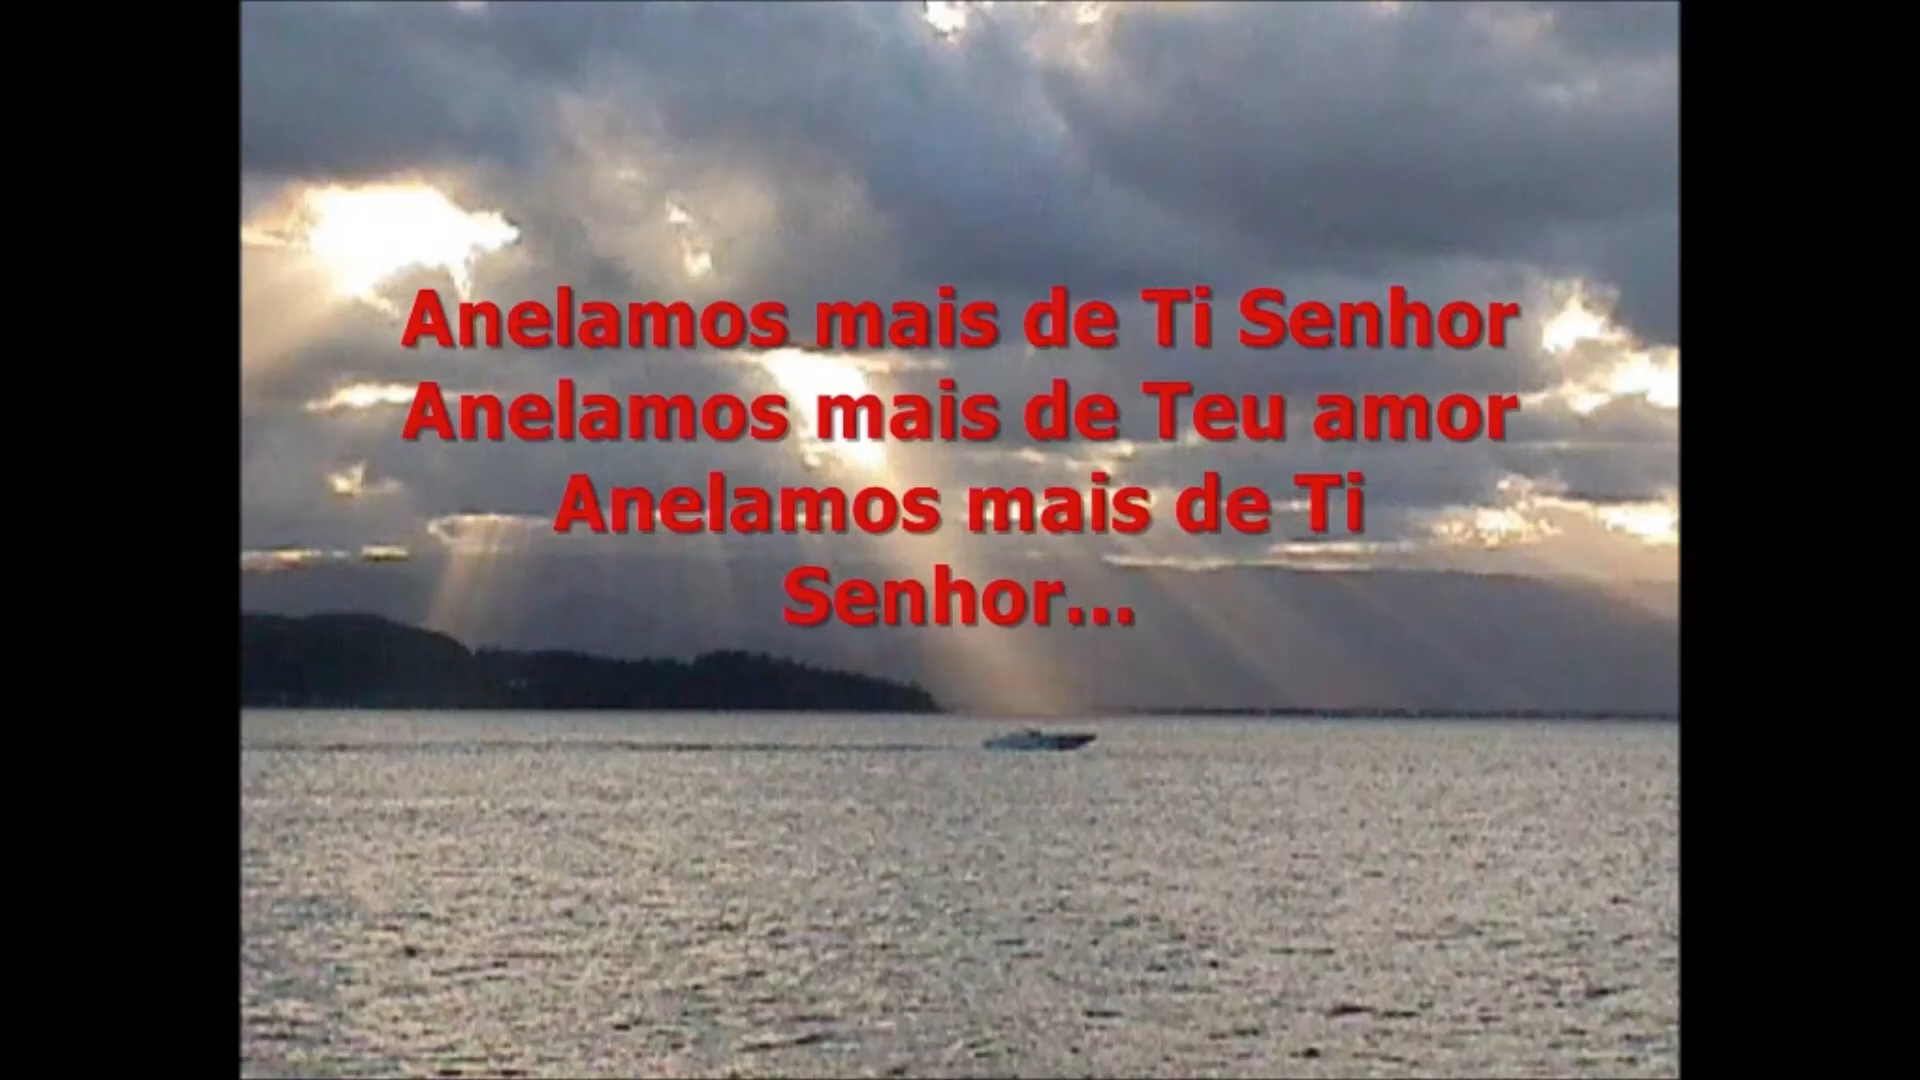 Anelamos mais de Ti Senhor
Anelamos mais de Teu amor
Anelamos mais de Ti
Senhor...